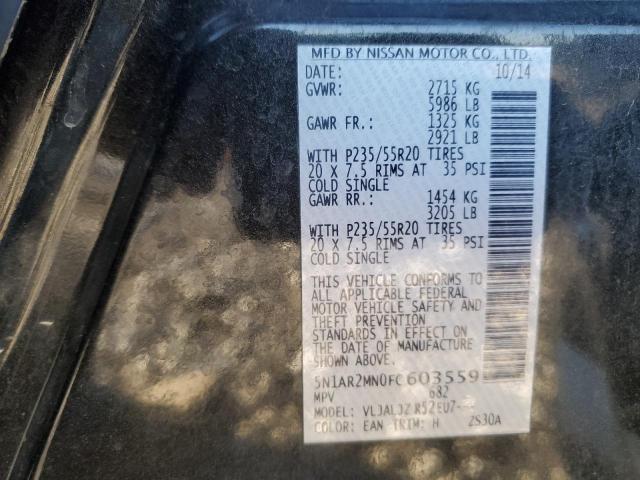 MFD BY NISSAN MOTOR CO., LTD.
DATE: 10/14
GVWR: 2715 KG
5986 LB
GAWR FR.: 1325 KG
2921 LB
WITH P235/55R20 TIRES
20 X 7.5 RIMS AT 35 PSI
COLD SINGLE
GAWR RR.: 1454 KG
3205 LB
WITH P235/55R20 TIRES
20 X 7.5 RIMS AT 35 PSI
COLD SINGLE
THIS VEHICLE CONFORMS TO
ALL APPLICABLE FEDERAL
MOTOR VEHICLE SAFETY AND
THEFT PREVENTION
STANDARDS IN EFFECT ON
THE DATE OF MANUFACTURE
SHOWN ABOVE.
5N1AR2MN0FC603559
MPV 682
MODEL:
COLOR: EAN TRIM: H 2S30A